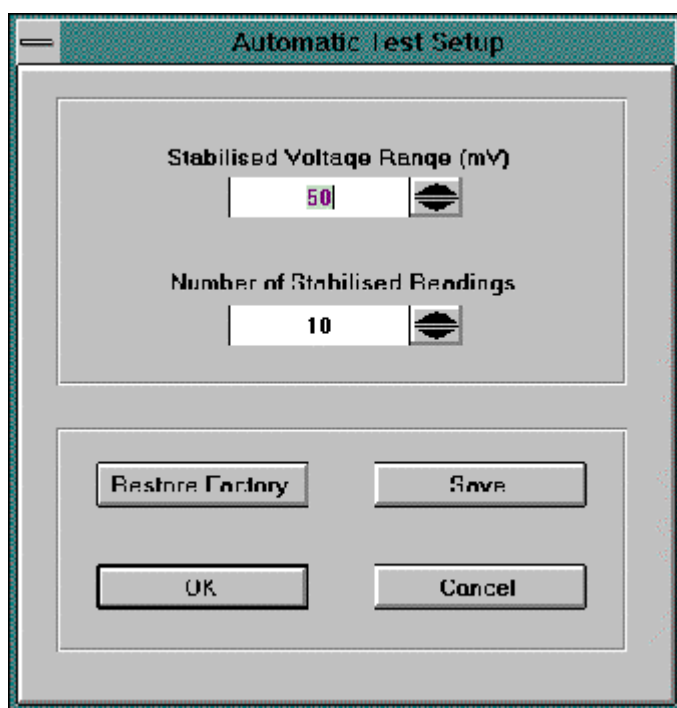 Automatic Test Setup
Stabilised Voltage Range (mV)
50
Number of Stabilised Readings
10
Restore Factory
Save
OK
Cancel